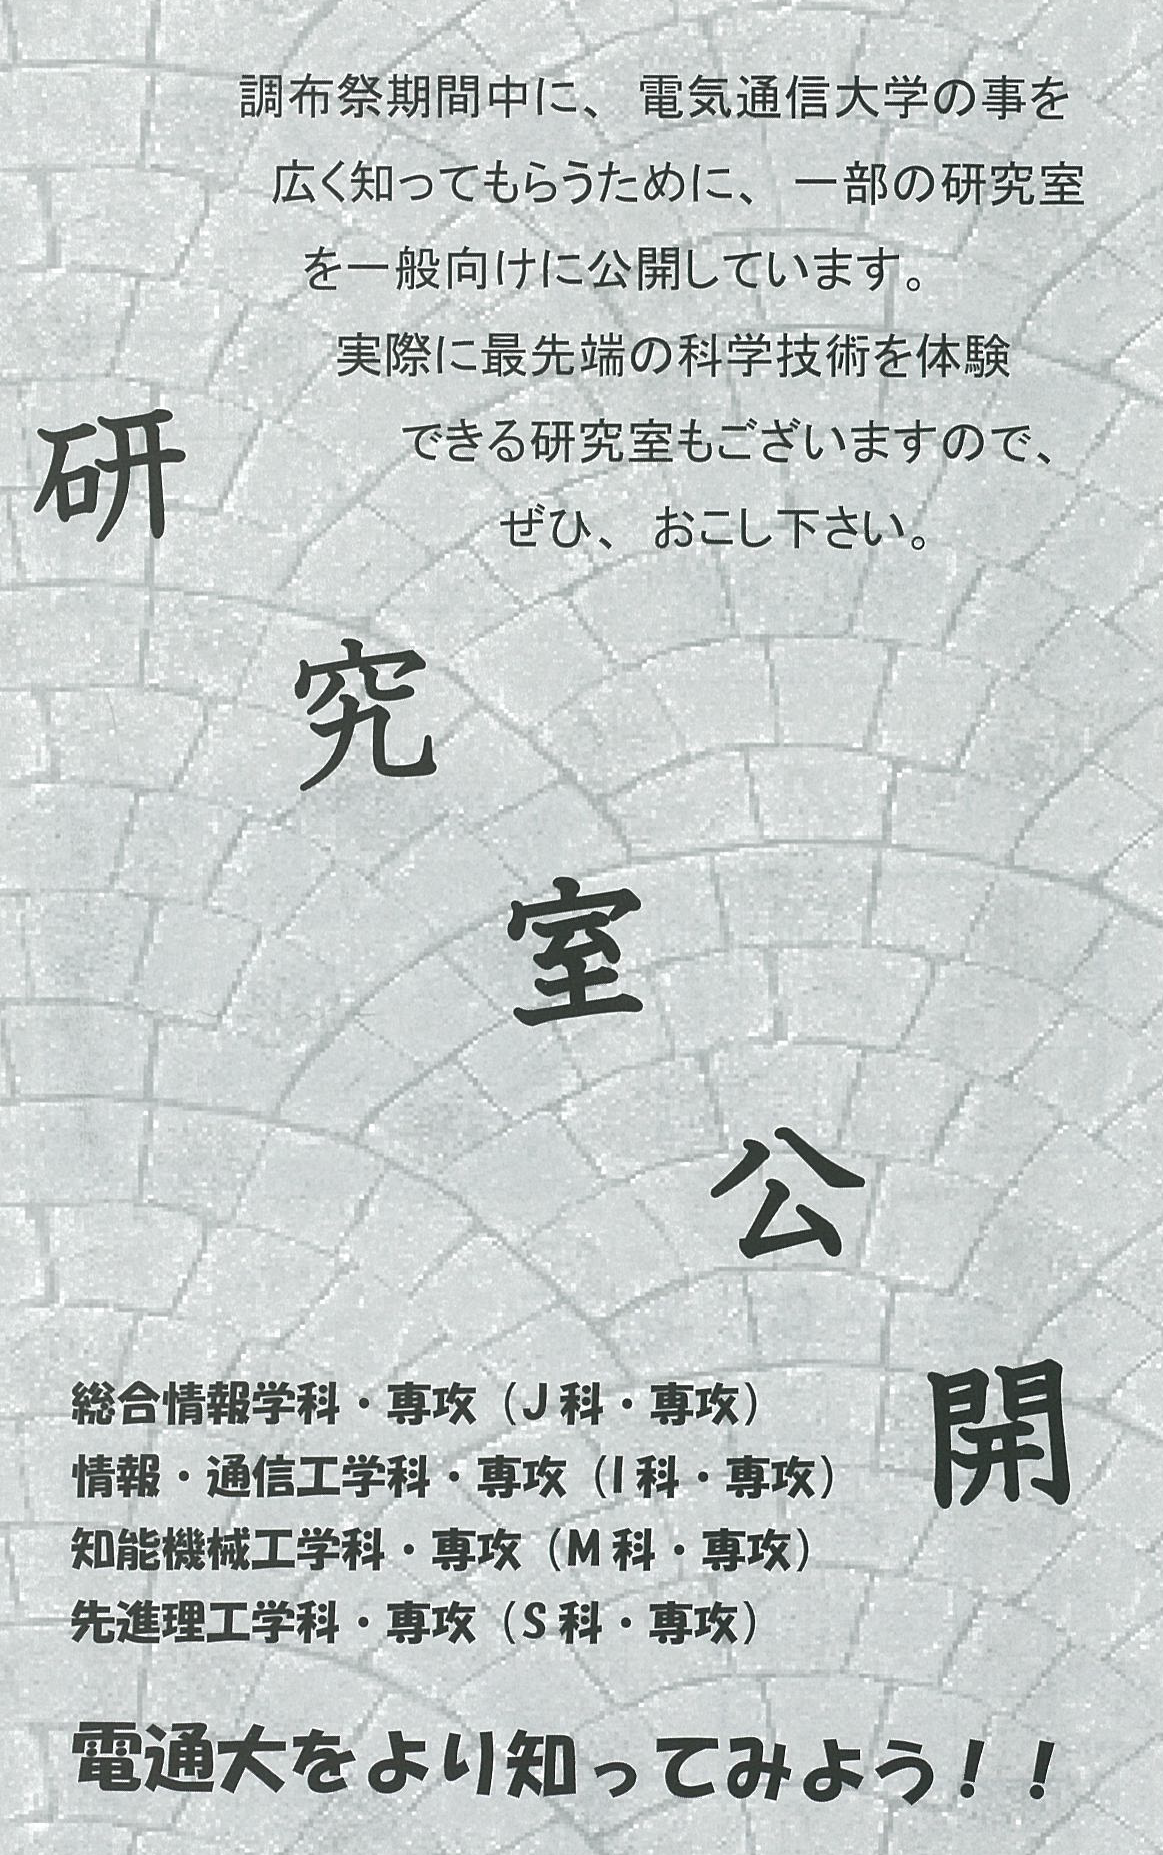 調布祭期間中に、電気通信大学の事を
広く知ってもらうために、一部の研究室
を一般向けに公開しています。
実際に最先端の科学技術を体験
できる研究室もございますので、
ぜひ、おこし下さい。
研
究
室
公
開
総合情報学科・専攻（J科・専攻）
情報・通信工学科・専攻（I科・専攻）
知能機械工学科・専攻（M科・専攻）
先進理工学科・専攻（S科・専攻）
電通大をより知ってみよう！！